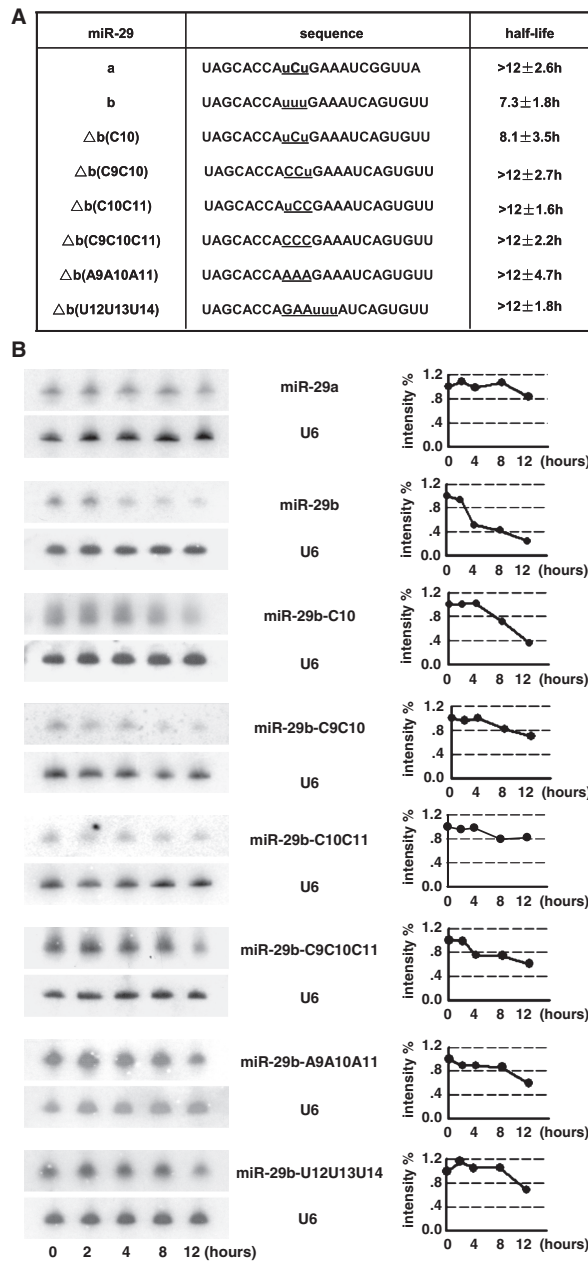 A
miR-29 sequence half-life
a UAGCACCAuCuGAAAUCGGUUA >12±2.6h
b UAGCACCAuuuGAAAUCAGUGUU 7.3±1.8h
△b(C10) UAGCACCAuCuGAAAUCAGUGUU 8.1±3.5h
△b(C9C10) UAGCACCACCuGAAAUCAGUGUU >12±2.7h
△b(C10C11) UAGCACCAuCCGAAAUCAGUGUU >12±1.6h
△b(C9C10C11) UAGCACCACCCGAAAUCAGUGUU >12±2.2h
△b(A9A10A11) UAGCACCAAAAGAAAUCAGUGUU >12±4.7h
△b(U12U13U14) UAGCACCAGAAuuuAUCAGUGUU >12±1.8h
B
miR-29a
U6
intensity %
1.2
.8
.4
0.0
0 4 8 12 (hours)
miR-29b
U6
intensity %
1.2
.8
.4
0.0
0 4 8 12 (hours)
miR-29b-C10
U6
intensity %
1.2
.8
.4
0.0
0 4 8 12 (hours)
miR-29b-C9C10
U6
intensity %
1.2
.8
.4
.0
0 4 8 12 (hours)
miR-29b-C10C11
U6
intensity %
1.2
.8
.4
0.0
0 4 8 12 (hours)
miR-29b-C9C10C11
U6
intensity %
1.2
.8
.4
.0
0 4 8 12 (hours)
miR-29b-A9A10A11
U6
intensity %
1.2
.8
.4
.0
0 4 8 12 (hours)
miR-29b-U12U13U14
U6
intensity %
1.2
.8
.4
0.0
0 4 8 12 (hours)
0 2 4 8 12 (hours)